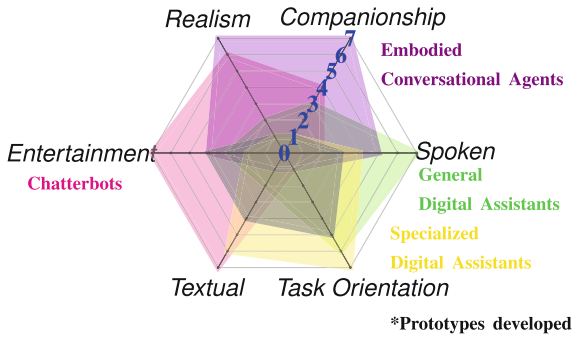 Realism
Companionship
7
6
5
4
3
2
1
0
Embodied
Conversational Agents
Entertainment
Spoken
Chatterbots
General
Digital Assistants
Specialized
Digital Assistants
Textual
Task Orientation
*Prototypes developed